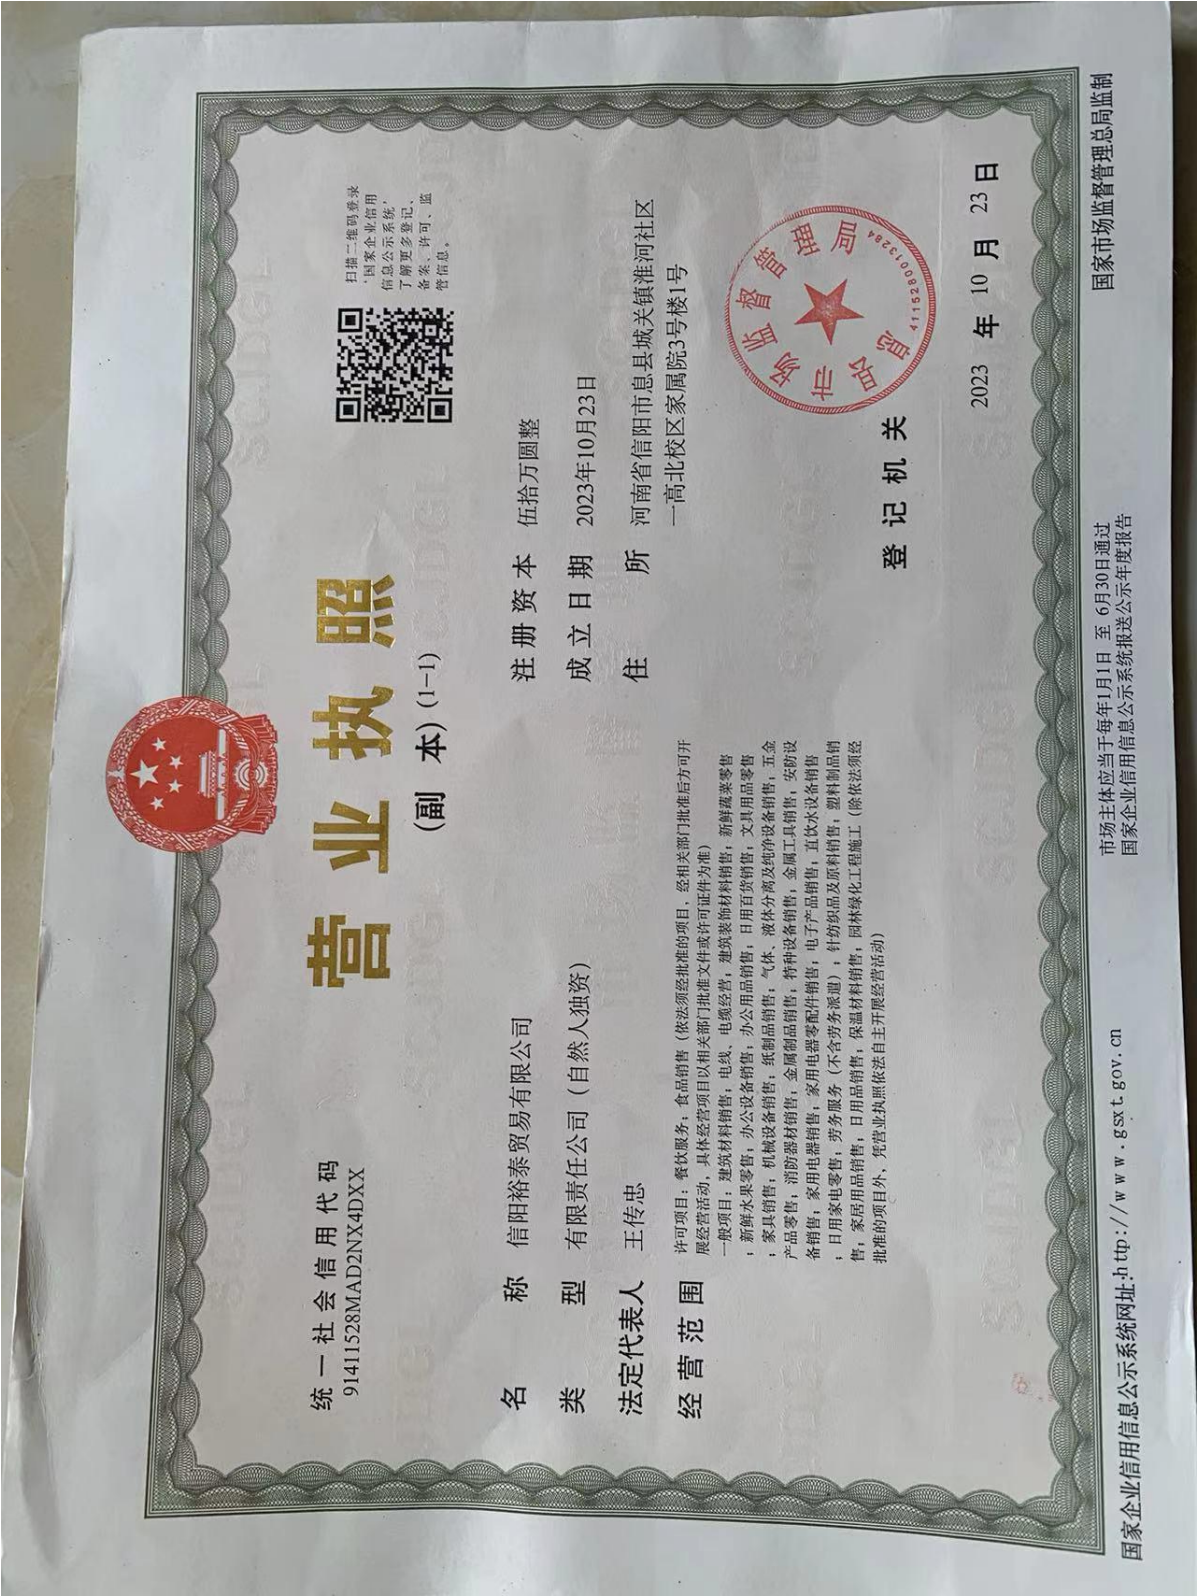 统一社会信用代码
91411528MAD2NX4DXX
营业执照
(副 本) (1-1)
扫描二维码登录
‘国家企业信用
信息公示系统’
了解更多登记、
备案、许可、监
管信息。
名 称 信阳裕泰贸易有限公司
类 型 有限责任公司（自然人独资）
法定代表人 王传忠
经营范围 许可项目：餐饮服务；食品销售（依法须经批准的项目，经相关部门批准后方可开
展经营活动，具体经营项目以相关部门批准文件或许可证件为准）
一般项目：建筑材料销售；电线、电缆经营；建筑装饰材料销售；新鲜蔬菜零售
；新鲜水果零售；办公设备销售；办公用品销售；日用百货销售；文具用品零售
；家具销售；机械设备销售；纸制品销售；气体、液体分离及纯净设备销售；五金
产品零售；消防器材销售；金属制品销售；特种设备销售；金属工具销售；安防设
备销售；家用电器销售；家用电器零配件销售；电子产品销售；直饮水设备销售
；日用家电零售；劳务服务（不含劳务派遣）；针纺织品及原料销售；塑料制品销
售；家居用品销售；日用品销售；保温材料销售；园林绿化工程施工（除依法须经
批准的项目外，凭营业执照依法自主开展经营活动）
注册资本 伍拾万圆整
成立日期 2023年10月23日
住 所 河南省信阳市息县城关镇淮河社区
一高北校区家属院3号楼1号
登记机关
息县市场监督管理局
4115280013284
2023 年 10 月 23 日
国家企业信用信息公示系统网址:http://www.gsxt.gov.cn
市场主体应当于每年1月1日 至 6月30日通过
国家企业信用信息公示系统报送公示年度报告
国家市场监督管理总局监制